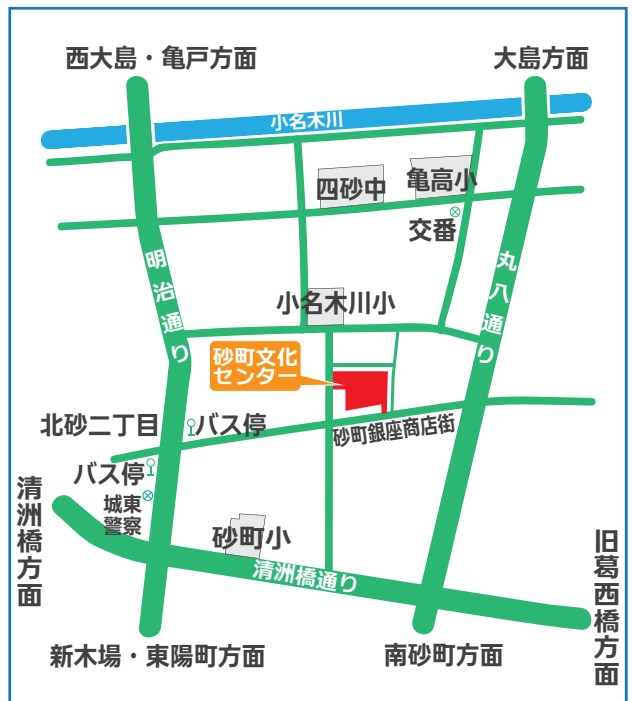 西大島・亀戸方面
大島方面
小名木川
四砂中
亀高小
交番
明治通り
丸八通り
小名木川小
砂町文化
センター
北砂二丁目
バス停
砂町銀座商店街
バス停
城東
警察
清洲橋方面
砂町小
清洲橋通り
旧葛西橋方面
新木場・東陽町方面
南砂町方面